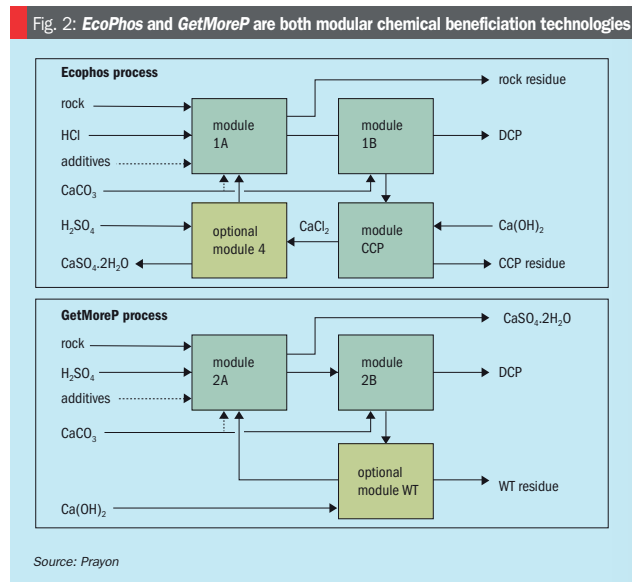 Fig. 2: EcoPhos and GetMoreP are both modular chemical beneficiation technologies
Ecophos process
rock
HCl
additives
CaCO₃
H₂SO₄
CaSO₄.2H₂O
module
1A
module
1B
optional
module 4
CaCl₂
module
CCP
rock residue
DCP
Ca(OH)₂
CCP residue
GetMoreP process
rock
H₂SO₄
additives
CaCO₃
Ca(OH)₂
module
2A
module
2B
optional
module WT
CaSO₄.2H₂O
DCP
WT residue
Source: Prayon